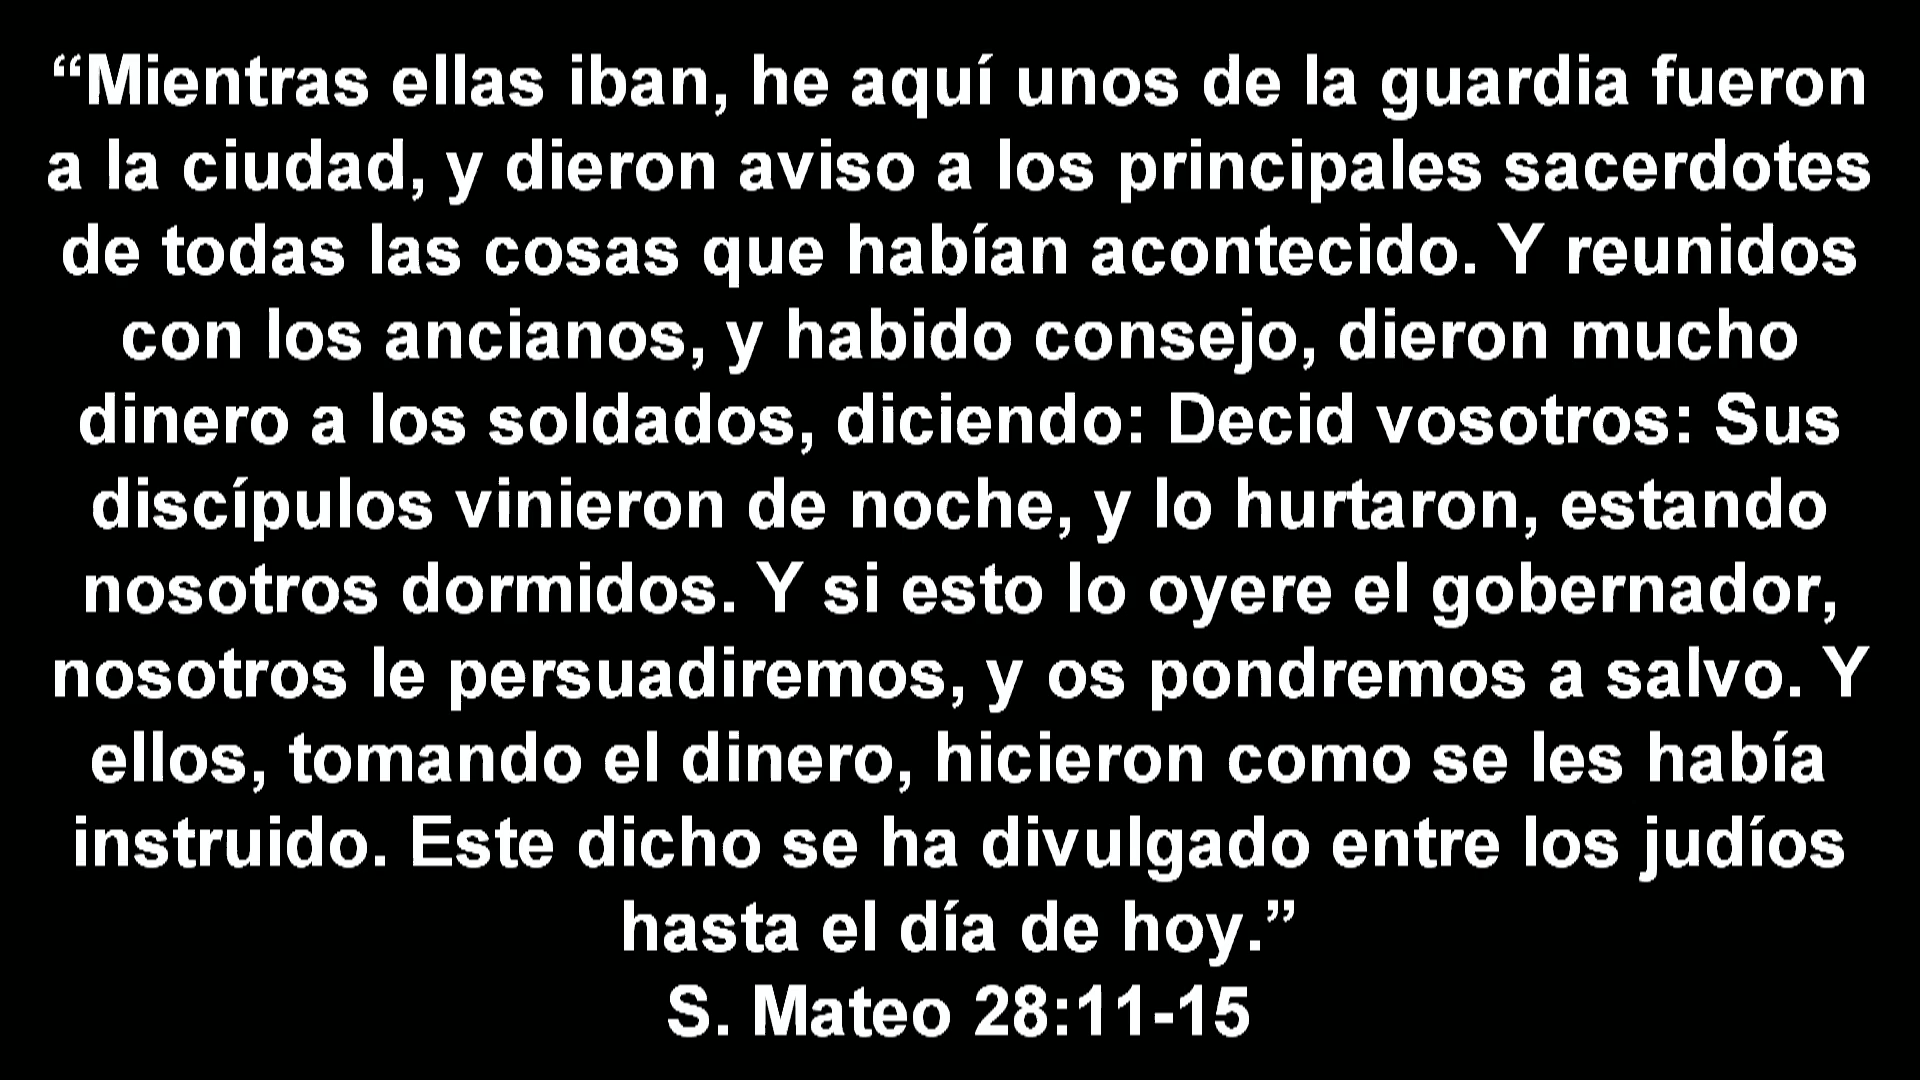 “Mientras ellas iban, he aquí unos de la guardia fueron
a la ciudad, y dieron aviso a los principales sacerdotes
de todas las cosas que habían acontecido. Y reunidos
con los ancianos, y habido consejo, dieron mucho
dinero a los soldados, diciendo: Decid vosotros: Sus
discípulos vinieron de noche, y lo hurtaron, estando
nosotros dormidos. Y si esto lo oyere el gobernador,
nosotros le persuadiremos, y os pondremos a salvo. Y
ellos, tomando el dinero, hicieron como se les había
instruido. Este dicho se ha divulgado entre los judíos
hasta el día de hoy.”
S. Mateo 28:11-15